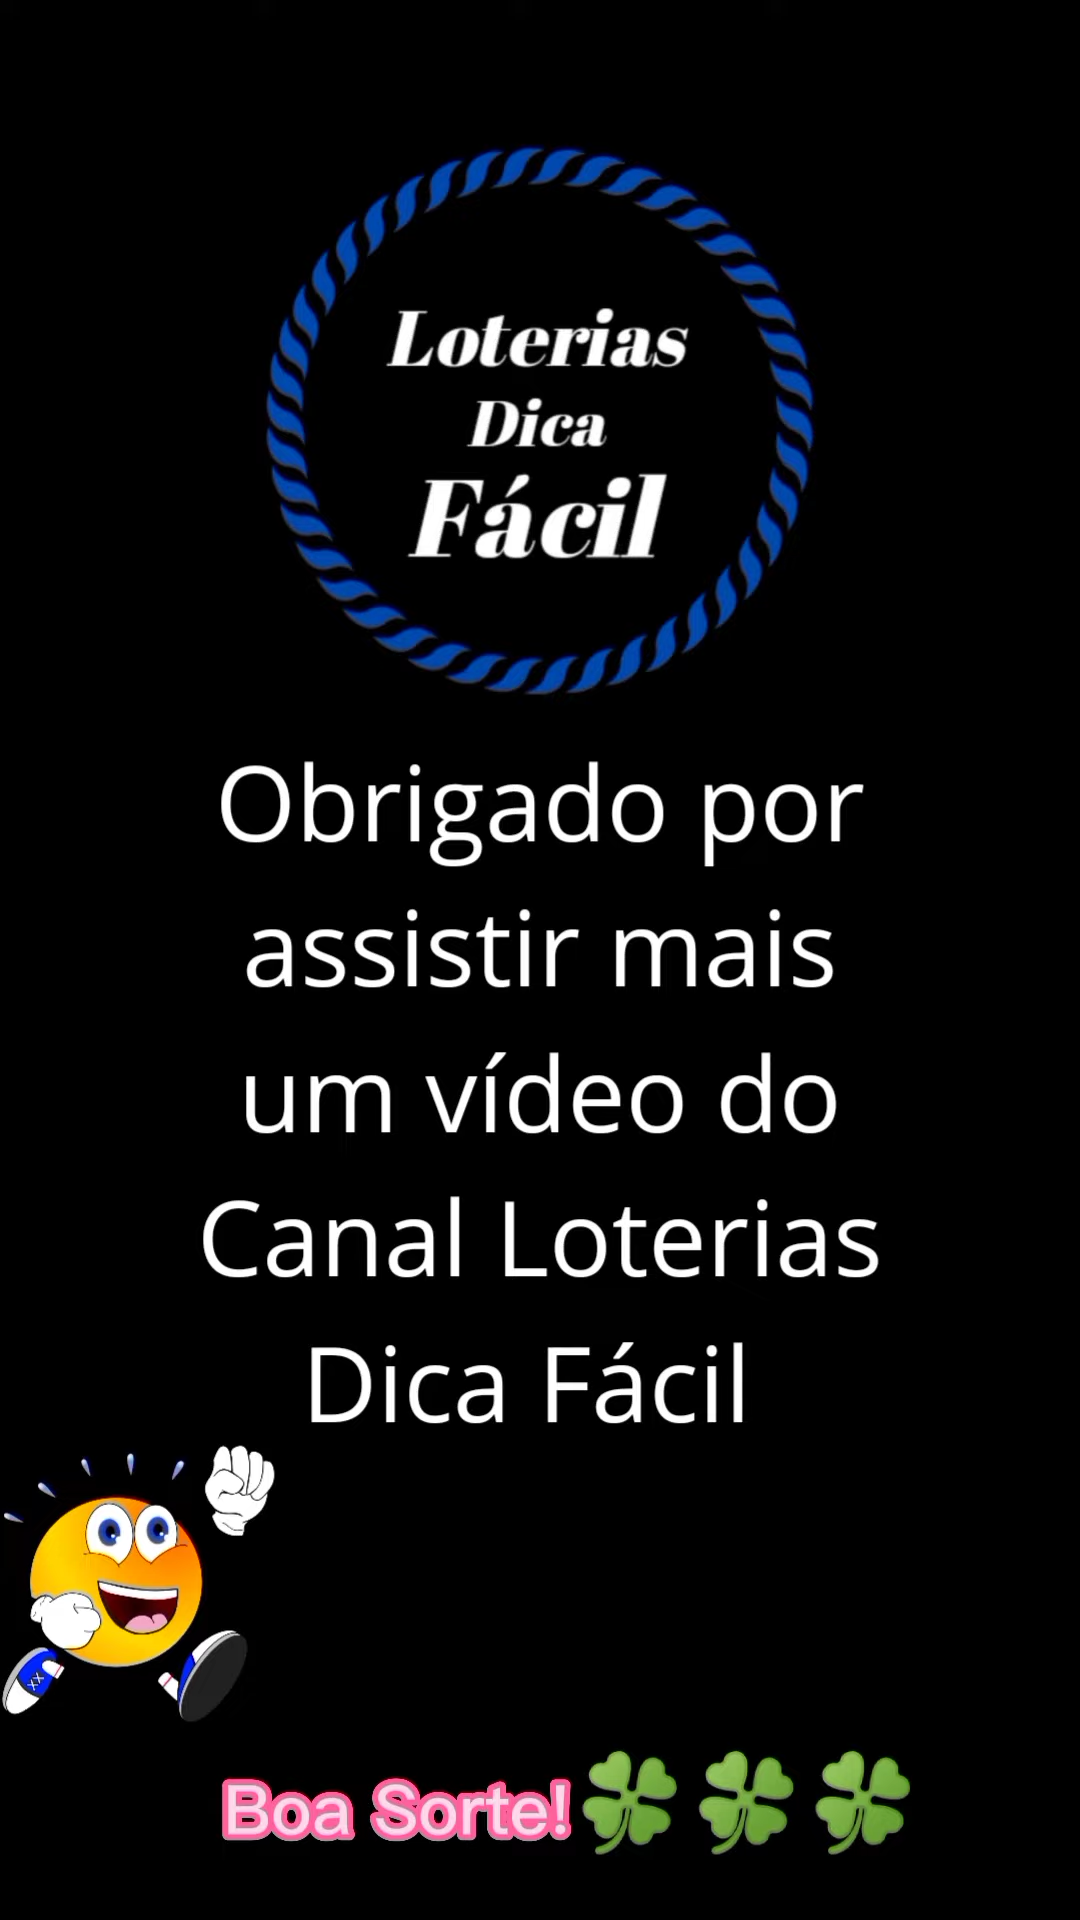 Loterias
Dica
Fácil
Obrigado por
assistir mais
um vídeo do
Canal Loterias
Dica Fácil
Boa Sorte!🍀🍀🍀